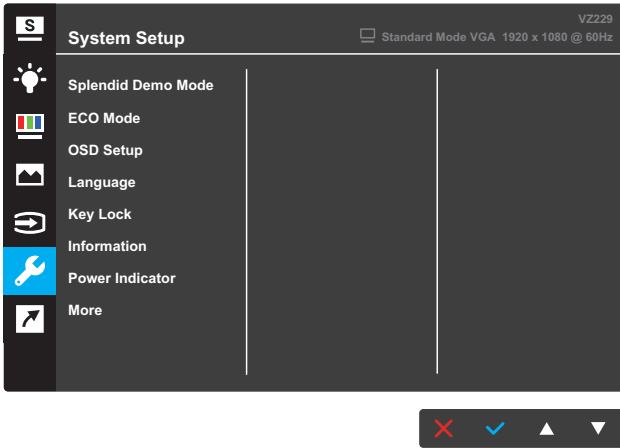 S
System Setup
VZ229
Standard Mode VGA 1920 x 1080 @ 60Hz
Splendid Demo Mode
ECO Mode
OSD Setup
Language
Key Lock
Information
Power Indicator
More